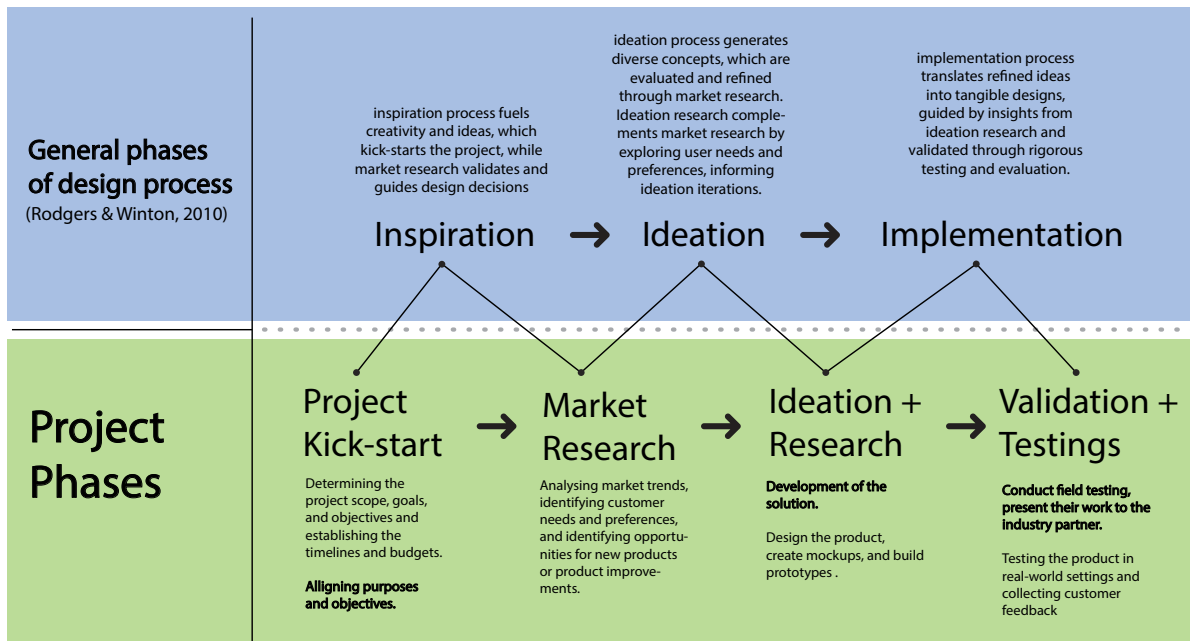 General phases
of design process
(Rodgers & Winton, 2010)
inspiration process fuels
creativity and ideas, which
kick-starts the project, while
market research validates and
guides design decisions
ideation process generates
diverse concepts, which are
evaluated and refined
through market research.
Ideation research comple-
ments market research by
exploring user needs and
preferences, informing
ideation iterations.
implementation process
translates refined ideas
into tangible designs,
guided by insights from
ideation research and
validated through rigorous
testing and evaluation.
Inspiration
Ideation
Implementation
Project
Phases
Project
Kick-start
Determining the
project scope, goals,
and objectives and
establishing the
timelines and budgets.
Alligning purposes
and objectives.
Market
Research
Analysing market trends,
identifying customer
needs and preferences,
and identifying opportu-
nities for new products
or product improve-
ments.
Ideation +
Research
Development of the
solution.
Design the product,
create mockups, and build
prototypes .
Validation +
Testings
Conduct field testing,
present their work to the
industry partner.
Testing the product in
real-world settings and
collecting customer
feedback